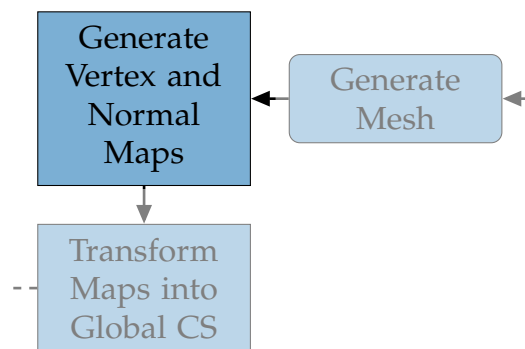 Generate
Vertex and
Normal
Maps
Generate
Mesh
Transform
Maps into
Global CS